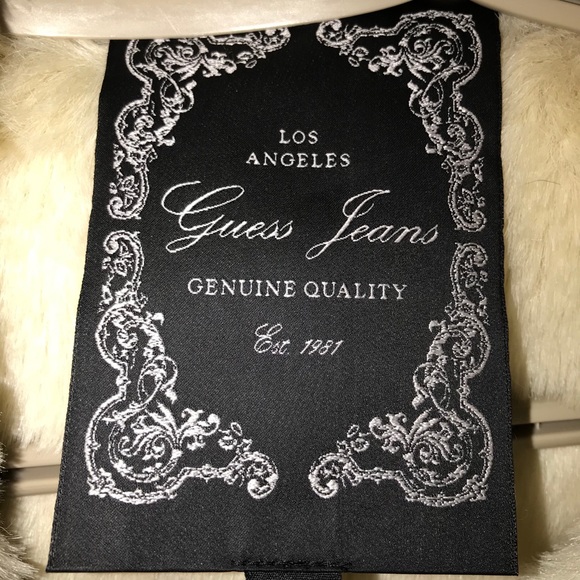 LOS
ANGELES
Guess Jeans
GENUINE QUALITY
Est. 1981